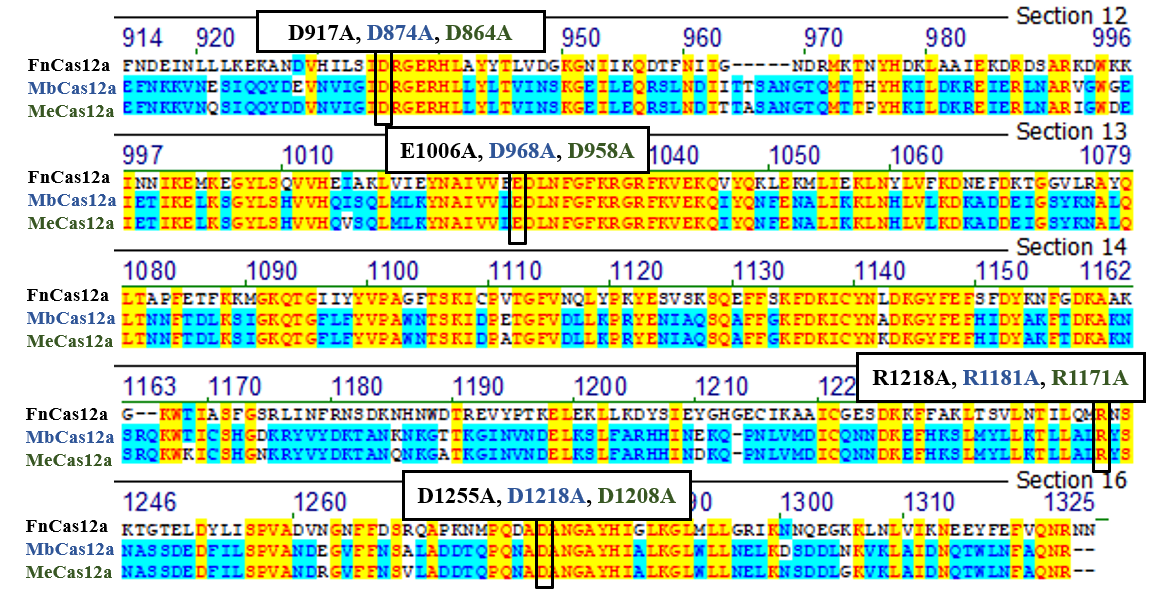 Section 12
914 920 D917A, D874A, D864A 950 960 970 980 996
FnCas12a FNDEINLLLKEKANDVHILSIDRGERHLAYYTLVDGKGNIIKQDTFNIIG-----NDRMKTNYHDKLAAIEKDRDSARKDWKK
MbCas12a EFNKKVNESIQQYDEVNVIGIDRGERHLLYLTVINSKGEILEQRSLNDIITTSANGTQMTTHYHKILDKREIERLNARVGWGE
MeCas12a EFNKKVNQSIQQYDDVNVIGIDRGERHLLYLTVINSKGEILEQRSLNDIITASANGTQMTTPYHKILDKREIERLNARIGWDE
Section 13
997 1010 E1006A, D968A, D958A 1040 1050 1060 1079
FnCas12a INNIKEMKEGYLSQVVHEIAKLVIEYNAIVVFEDLNFGFKRGRFKVEKQVYQKLEKMLIEKLNYLVFKDNEFDKTGGVLRAYQ
MbCas12a IETIKELKSGYLSHVVHQISQLMLKYNAIVVLEDLNFGFKRGRFKVEKQIYQNFENALIKKLNHLVLKDKADDEIGSYKNALQ
MeCas12a IETIKELKSGYLSHVVHQVSQLMLKYNAIVVLEDLNFGFKRGRFKVEKQIYQNFENALIKKLNHLVLKDKADDEIGSYKNALQ
Section 14
1080 1090 1100 1110 1120 1130 1140 1150 1162
FnCas12a LTAPFETFKKMGKQTGIIYYVPAGFTSKICPVTGFVNQLYPKYESVSKSQEFFSKFDKICYNLDKGYFEFSFDYKNFGDKAAK
MbCas12a LTNNFTDLKSIGKQTGFLFYVPAWNTSKIDPETGFVDLLKPRYENIAQSQAFFGKFDKICYNADKGYFEFHIDYAKFTDKAKN
MeCas12a LTNNFTDLKSIGKQTGFLFYVPAWNTSKIDPATGFVDLLKPRYENIAQSQAFFGKFDKICYNKDKGYFEFHIDYAKFTDKAKN
1163 1170 1180 1190 1200 1210 122 R1218A, R1181A, R1171A
FnCas12a G--KWTIASFGSRLINFRNSDKNHNWDTREVYPTKELEKLLKDYSIEYGHGECIKAAICGESDKKFFAKLTSVLNTILQMRNS
MbCas12a SRQKWTICSHGDKRYVYDKTANKNKGTTKGINVNDELKSLFARHHINEKQ-PNLVMDICQNNDKEFHKSLMYLLKTLLALRYS
MeCas12a SRQKWKICSHGNKRYVYDKTANQNKGATKGINVNDELKSLFARHHINDKQ-PNLVMDICQNNDKEFHKSLMYLLKTLLALRYS
Section 16
1246 1260 D1255A, D1218A, D1208A 90 1300 1310 1325
FnCas12a KTGTELDYLISPVADVNGNFFDSRQAPKNMPQDADANGAYHIGLKGLMLLGRIKNNQEGKKLNLVIKNEEYFEFVQNRNN
MbCas12a NASSDEDFILSPVANDEGVFFNSALADDTQPQNADANGAYHIALKGLWLLNELKDSDDLNKVKLAIDNQTWLNFAQNR--
MeCas12a NASSDEDFILSPVANDRGVFFNSVLADDTQPQNADANGAYHIALKGLWLLNELKNSDDLGKVKLAIDNQTWLNFAQNR--